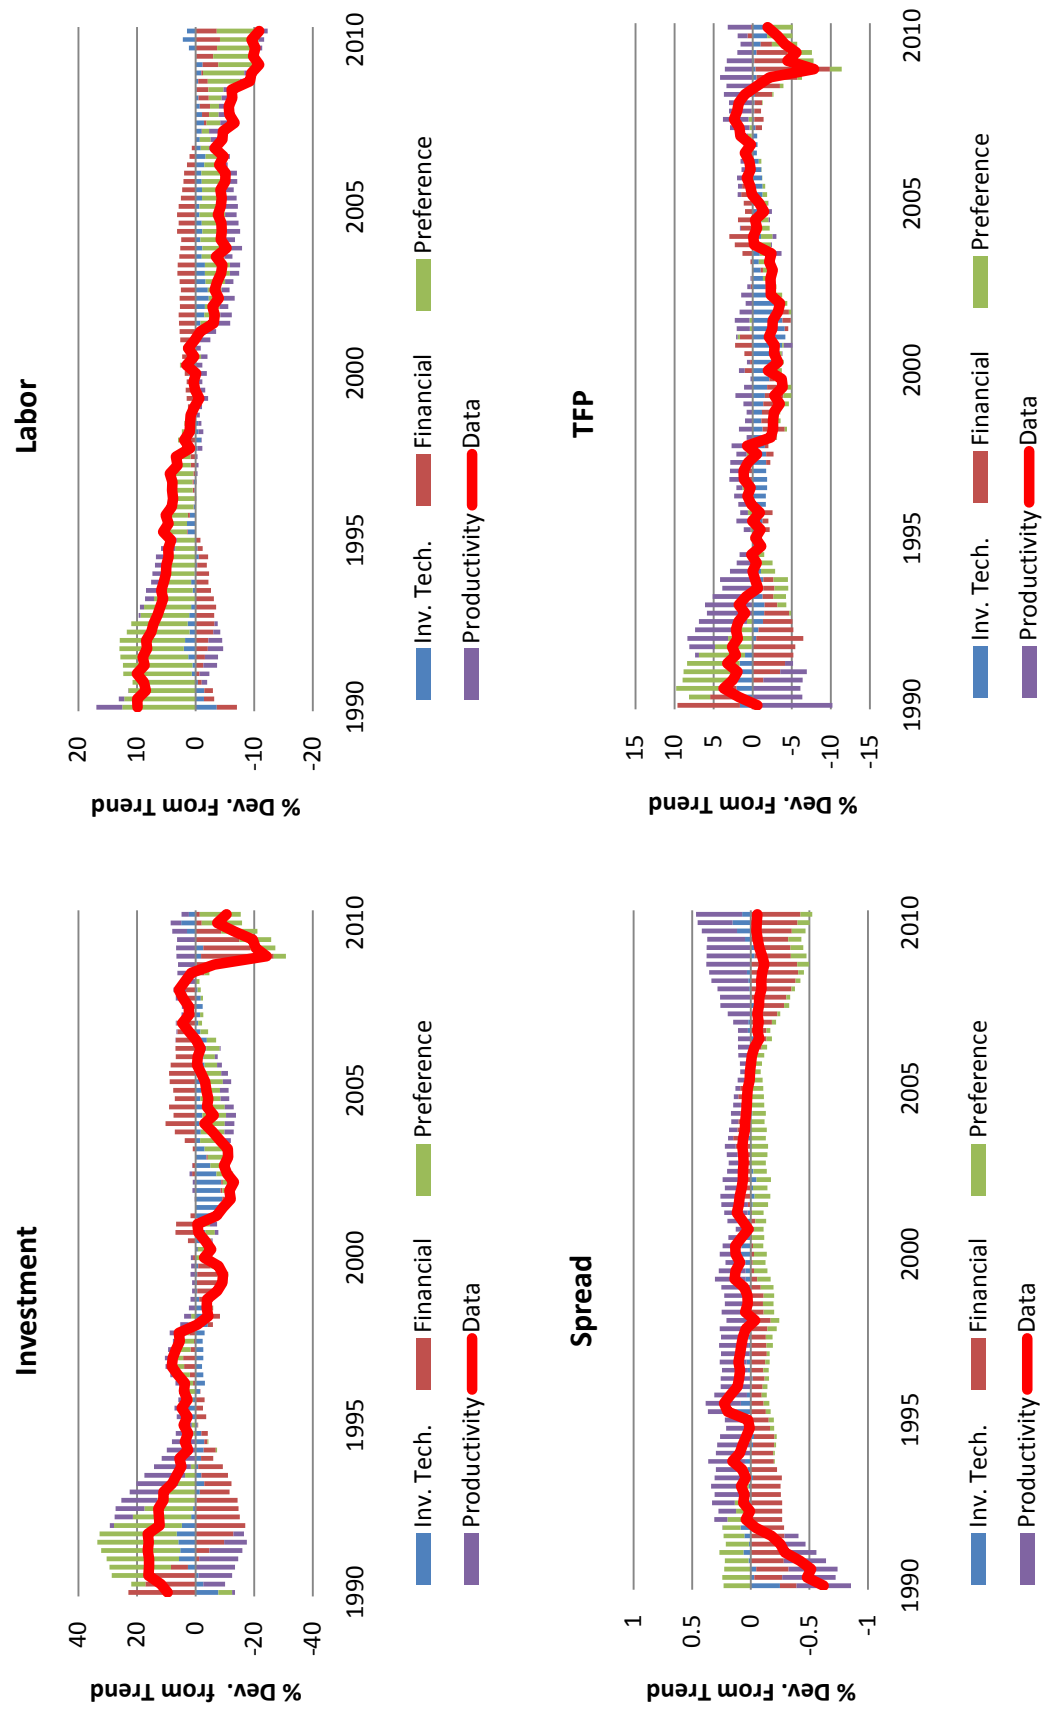 Investment
% Dev. from Trend
40
20
0
-20
-40
1990 1995 2000 2005 2010
Inv. Tech. Financial Preference
Productivity Data
Labor
% Dev. From Trend
20
10
0
-10
-20
1990 1995 2000 2005 2010
Inv. Tech. Financial Preference
Productivity Data
Spread
% Dev. From Trend
1
0.5
0
-0.5
-1
1990 1995 2000 2005 2010
Inv. Tech. Financial Preference
Productivity Data
TFP
% Dev. From Trend
15
10
5
0
-5
-10
-15
1990 1995 2000 2005 2010
Inv. Tech. Financial Preference
Productivity Data